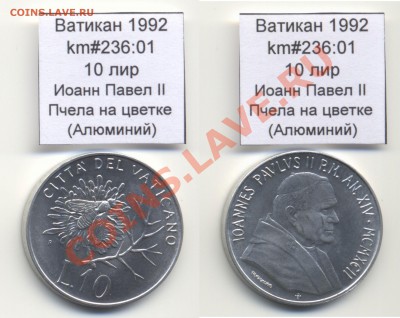 COINS.LAVE.RU
Ватикан 1992
km#236:01
10 лир
Иоанн Павел II
Пчела на цветке
(Алюминий)
Ватикан 1992
km#236:01
10 лир
Иоанн Павел II
Пчела на цветке
(Алюминий)
CITTA' DEL VATICANO
L.10
IOANNES PAVLVS II P.M. AN. XIV · MCMXCII
COINS.LAVE.RU